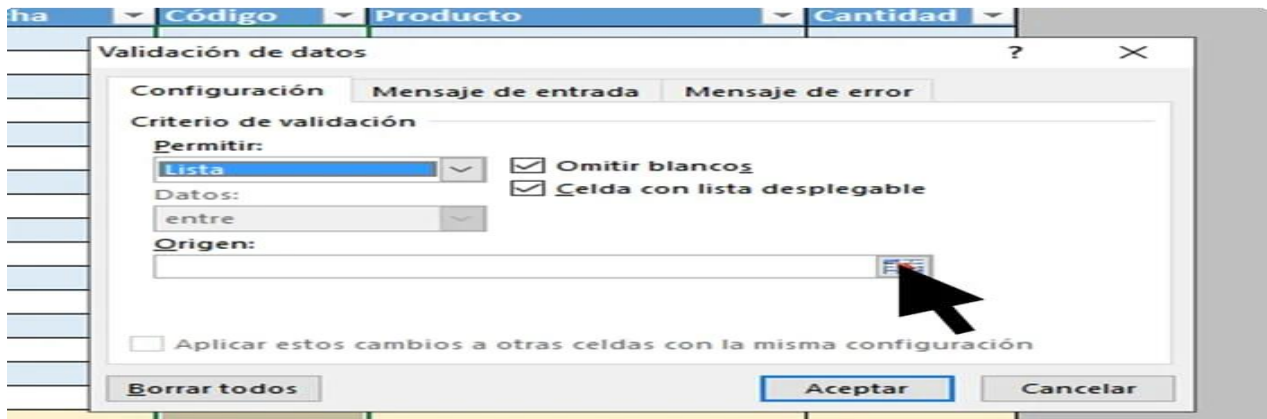 ha Código Producto Cantidad
Validación de datos ?
Configuración Mensaje de entrada Mensaje de error
Criterio de validación
Permitir:
Lista Omitir blancos
Celda con lista desplegable
Datos:
entre
Origen:
Aplicar estos cambios a otras celdas con la misma configuración
Borrar todos Aceptar Cancelar